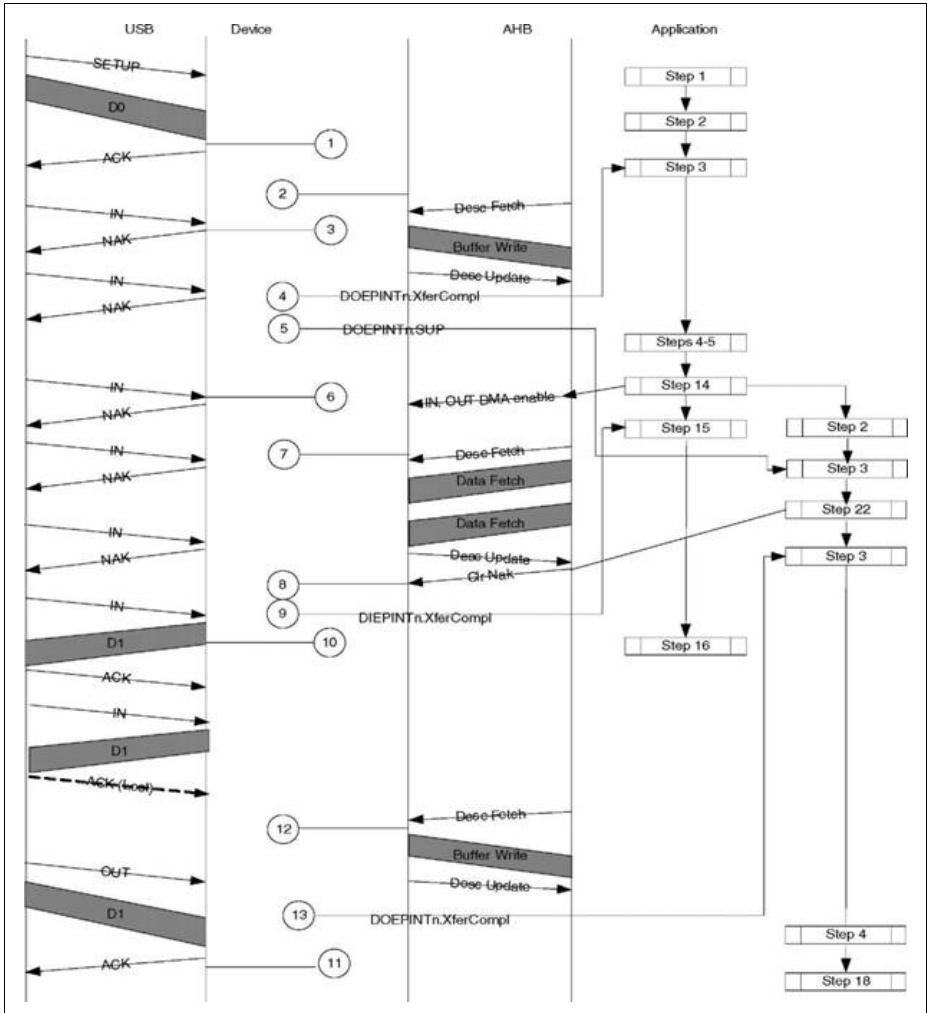 USB Device AHB Application
SETUP
Step 1
D0
Step 2
1
ACK
Step 3
2
Desc Fetch
IN
3
NAK
Buffer Write
IN
Desc Update
4
DOEPINTn.XferCompl
NAK
5
DOEPINTn.SUP
Steps 4-5
IN
Step 14
6
IN, OUT DMA enable
NAK
Step 15
Step 2
IN
7
Desc Fetch
Step 3
NAK
Data Fetch
Step 22
Data Fetch
IN
NAK
Desc Update
Step 3
8
Clr Nak
IN
9
DIEPINTn.XferCompl
D1
10
Step 16
ACK
IN
D1
ACK (Lost)
Desc Fetch
12
Buffer Write
OUT
Desc Update
D1
13
DOEPINTn.XferCompl
Step 4
ACK
11
Step 18